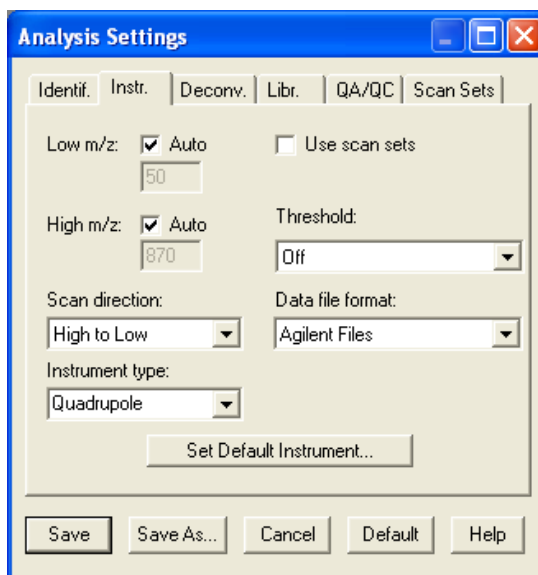 Analysis Settings
Identif. Instr. Deconv. Libr. QA/QC Scan Sets
Low m/z: Auto Use scan sets
50
High m/z: Auto Threshold:
870 Off
Scan direction: Data file format:
High to Low Agilent Files
Instrument type:
Quadrupole
Set Default Instrument...
Save Save As... Cancel Default Help